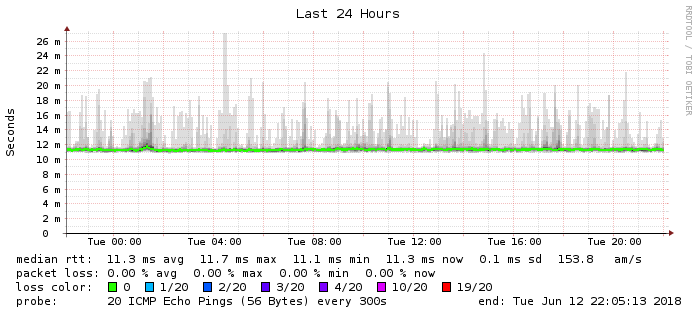 Last 24 Hours
RRDTOOL / TOBI OETIKER
Seconds
26 m
24 m
22 m
20 m
18 m
16 m
14 m
12 m
10 m
8 m
6 m
4 m
2 m
0
Tue 00:00 Tue 04:00 Tue 08:00 Tue 12:00 Tue 16:00 Tue 20:00
median rtt: 11.3 ms avg 11.7 ms max 11.1 ms min 11.3 ms now 0.1 ms sd 153.8 am/s
packet loss: 0.00 % avg 0.00 % max 0.00 % min 0.00 % now
loss color: 0 1/20 2/20 3/20 4/20 10/20 19/20
probe: 20 ICMP Echo Pings (56 Bytes) every 300s end: Tue Jun 12 22:05:13 2018